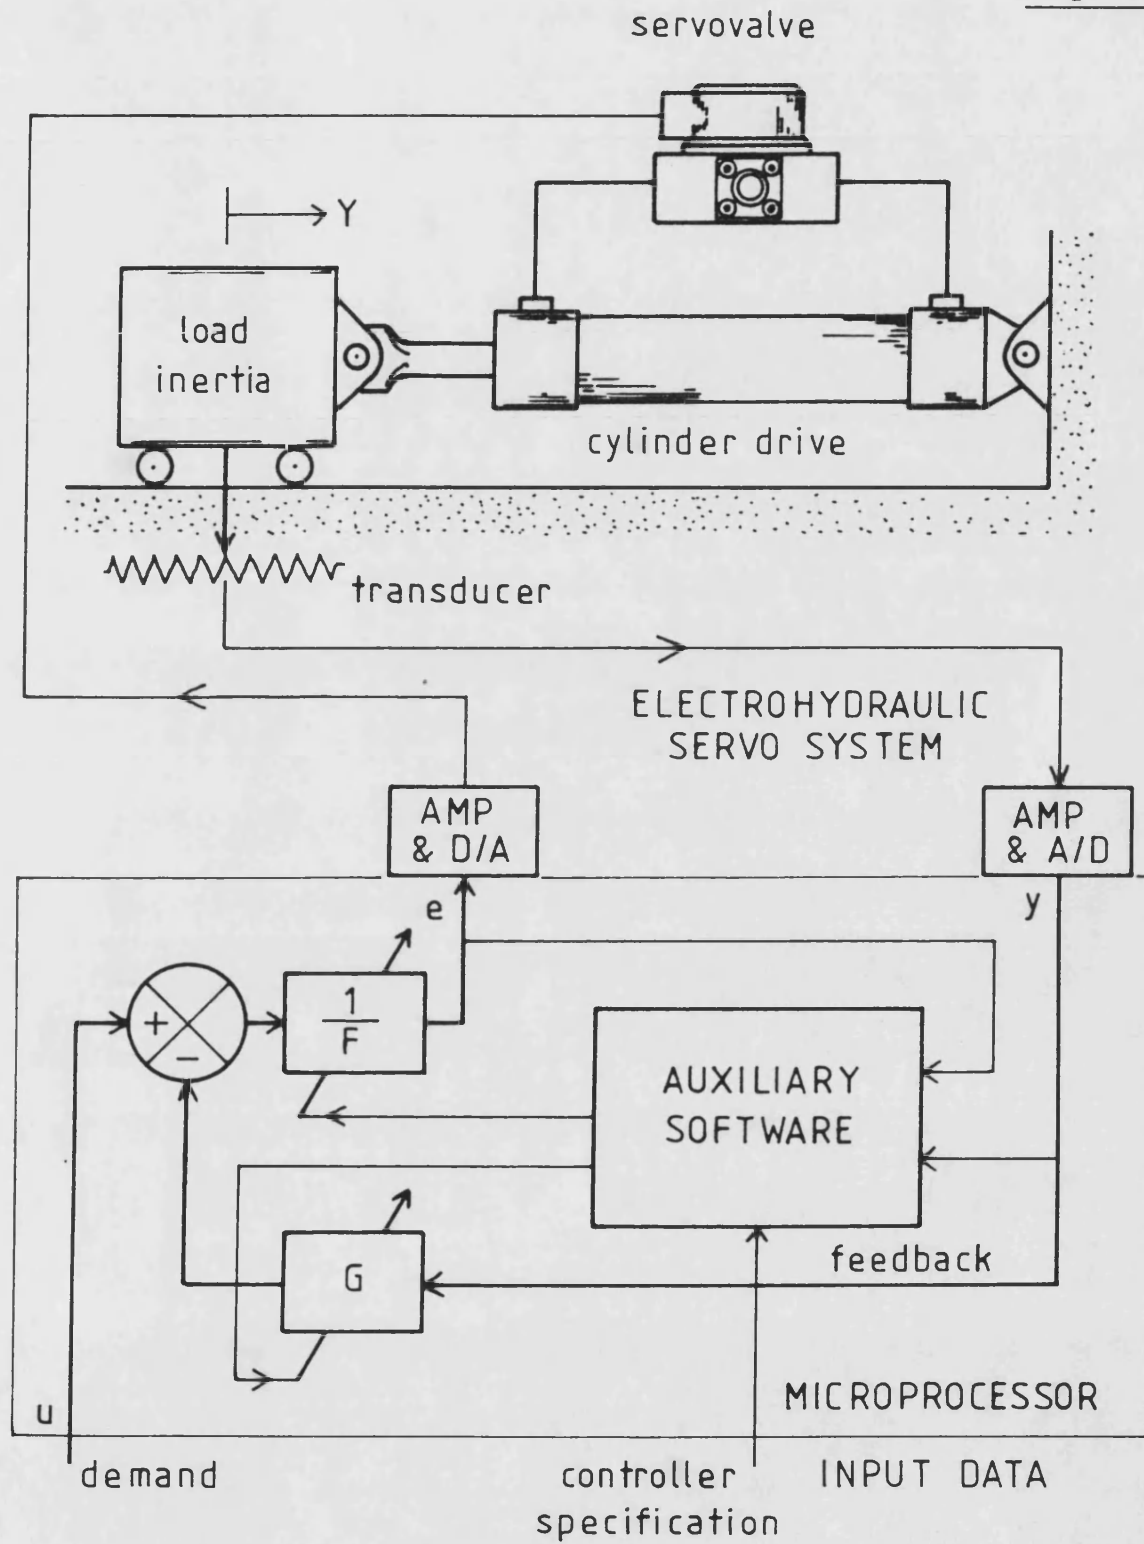 servovalve
Y
load
inertia
cylinder drive
transducer
ELECTROHYDRAULIC
SERVO SYSTEM
AMP
& D/A
AMP
& A/D
e
y
+
-
1
F
AUXILIARY
SOFTWARE
G
feedback
MICROPROCESSOR
u
demand
controller
specification
INPUT DATA